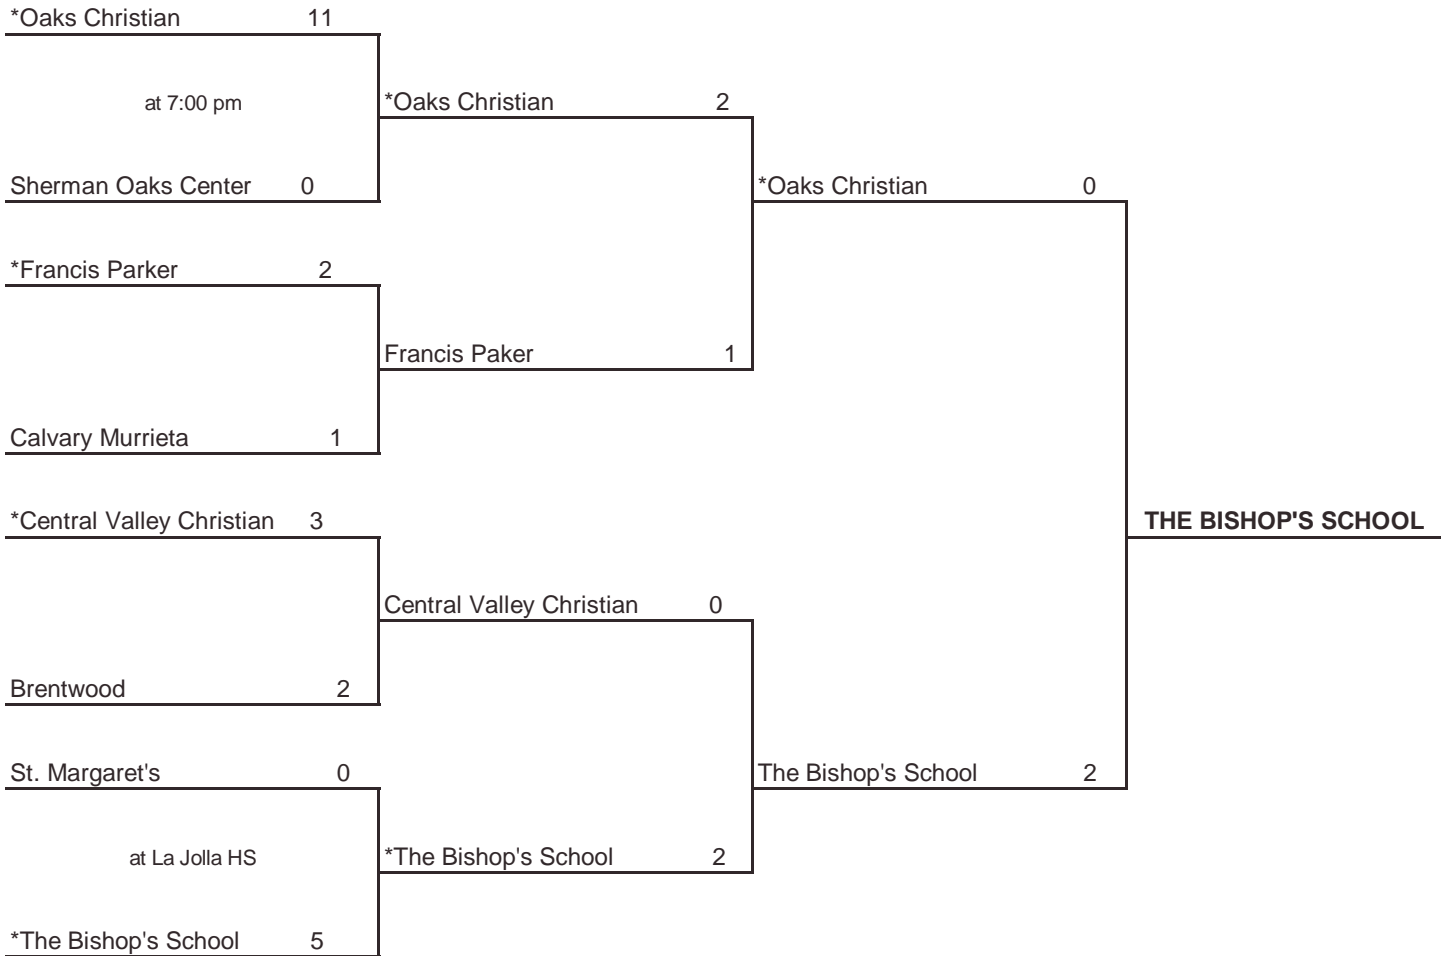 *Oaks Christian 11
at 7:00 pm
*Oaks Christian 2
Sherman Oaks Center 0
*Oaks Christian 0
*Francis Parker 2
Francis Paker 1
Calvary Murrieta 1
*Central Valley Christian 3
THE BISHOP'S SCHOOL
Central Valley Christian 0
Brentwood 2
St. Margaret's 0
The Bishop's School 2
at La Jolla HS
*The Bishop's School 2
*The Bishop's School 5